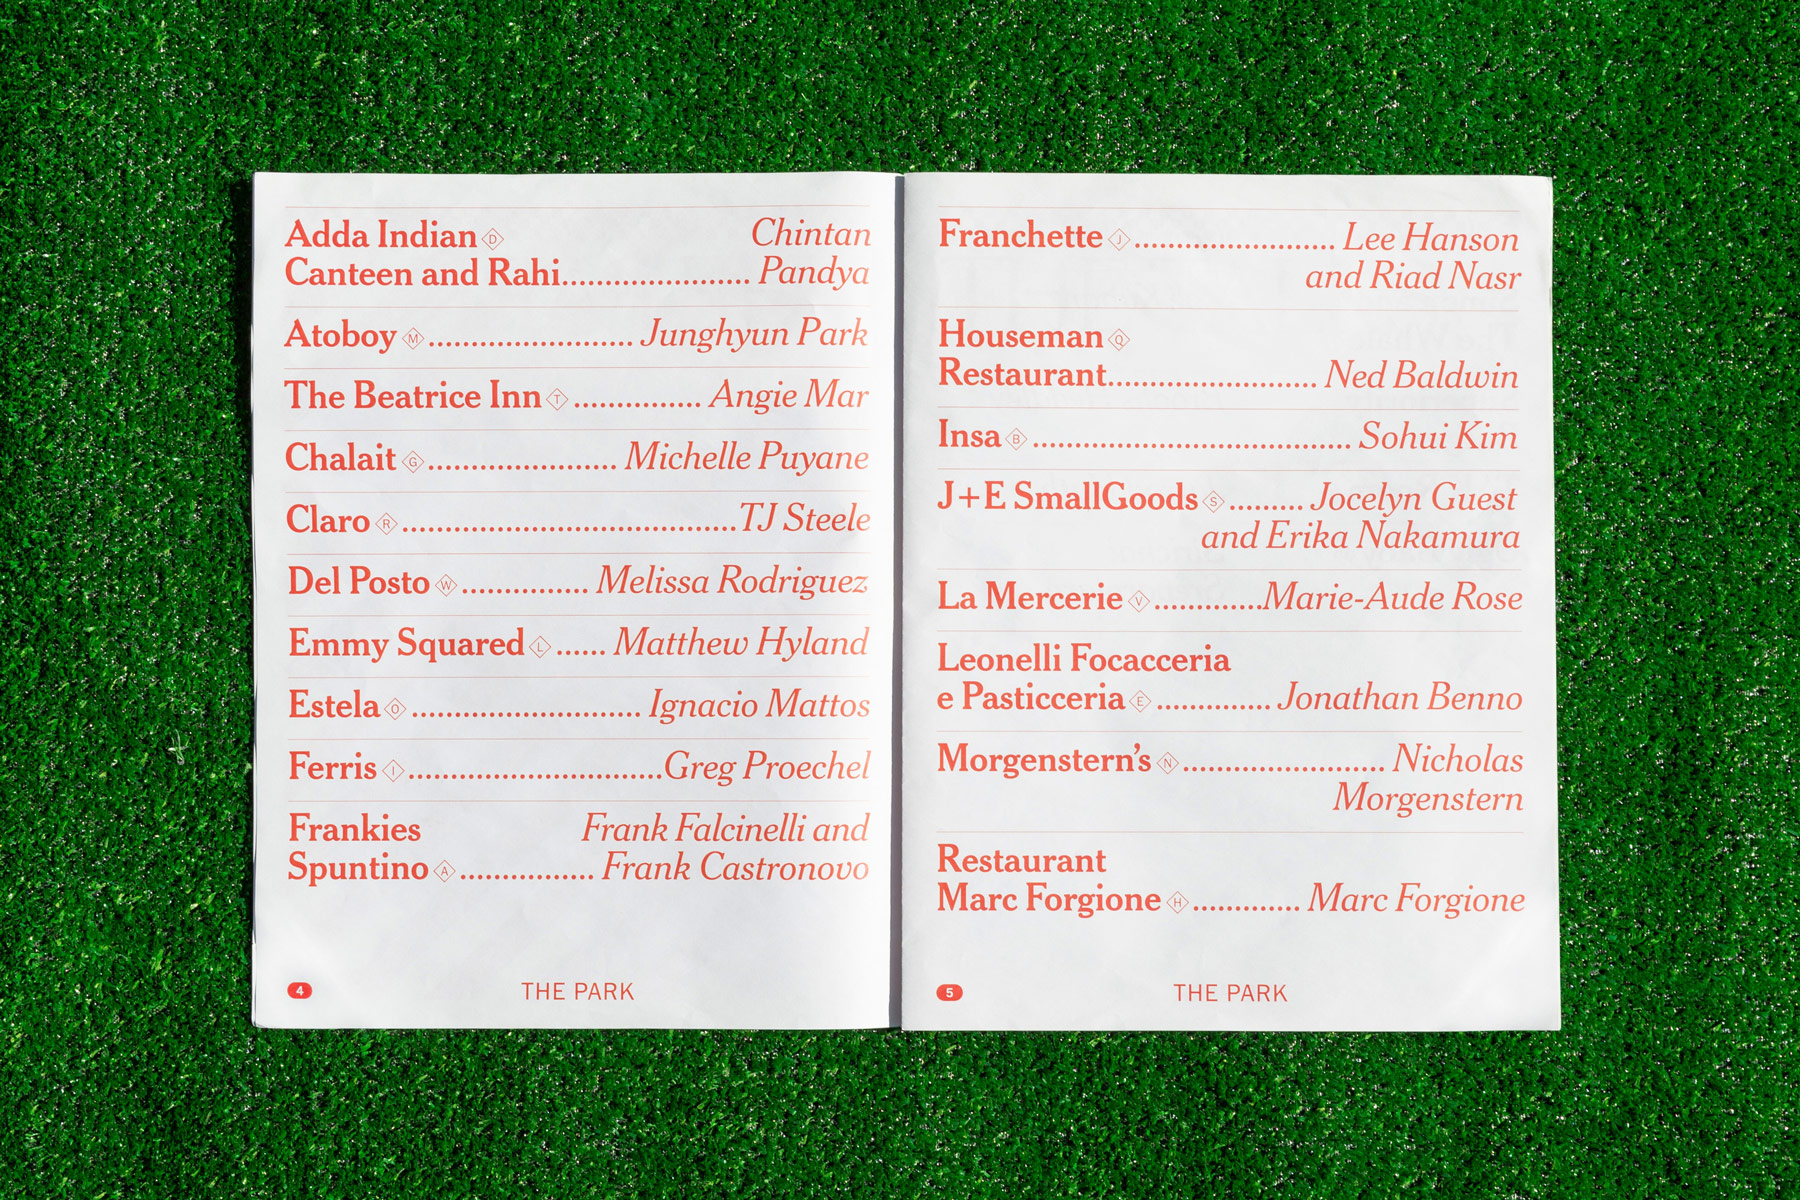 Adda Indian D Chintan
Canteen and Rahi..................... Pandya
Atoboy M ....................... Junghyun Park
The Beatrice Inn T .............. Angie Mar
Chalait G ..................... Michelle Puyane
Claro R .....................................TJ Steele
Del Posto W .............. Melissa Rodriguez
Emmy Squared L ...... Matthew Hyland
Estela O ......................... Ignacio Mattos
Ferris I ............................Greg Proechel
Frankies Frank Falcinelli and
Spuntino A ............... Frank Castronovo
4 THE PARK
Franchette J ...................... Lee Hanson
and Riad Nasr
Houseman Q
Restaurant....................... Ned Baldwin
Insa B ................................... Sohui Kim
J+E SmallGoods S ......... Jocelyn Guest
and Erika Nakamura
La Mercerie V ............Marie-Aude Rose
Leonelli Focacceria
e Pasticceria E ............. Jonathan Benno
Morgenstern's N ....................... Nicholas
Morgenstern
Restaurant
Marc Forgione H ............ Marc Forgione
5 THE PARK